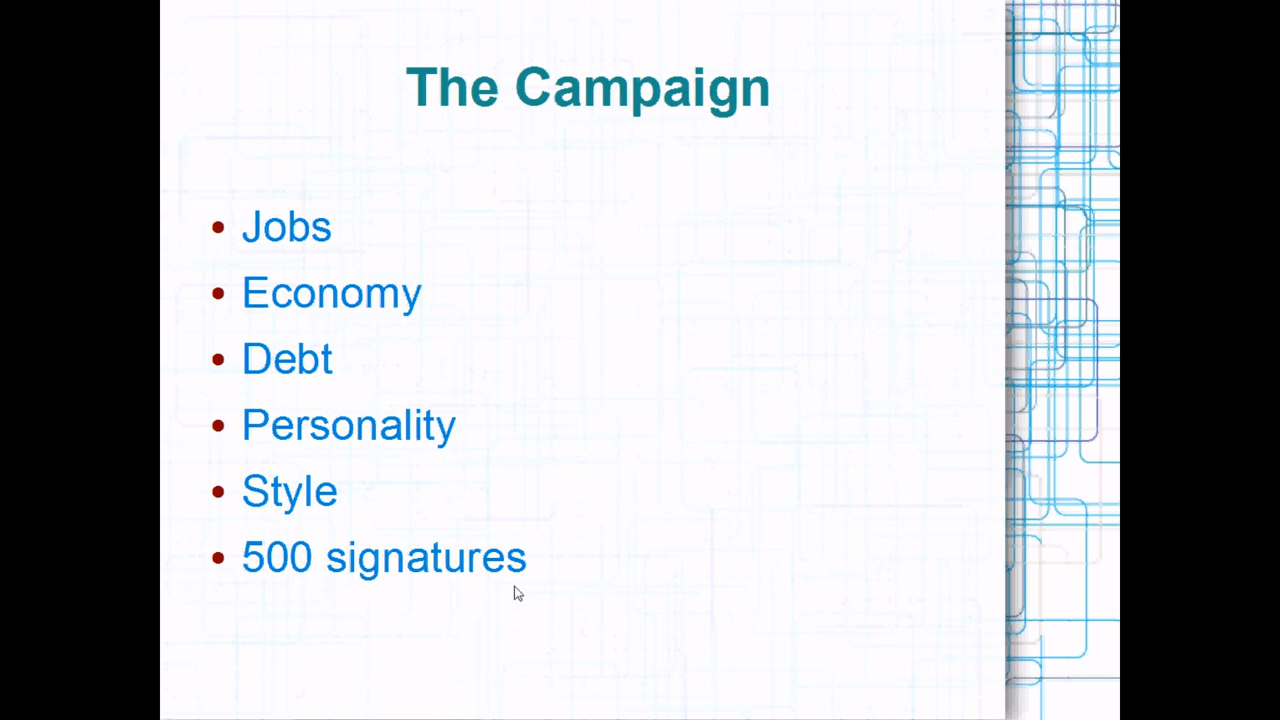 The Campaign
• Jobs
• Economy
• Debt
• Personality
• Style
• 500 signatures